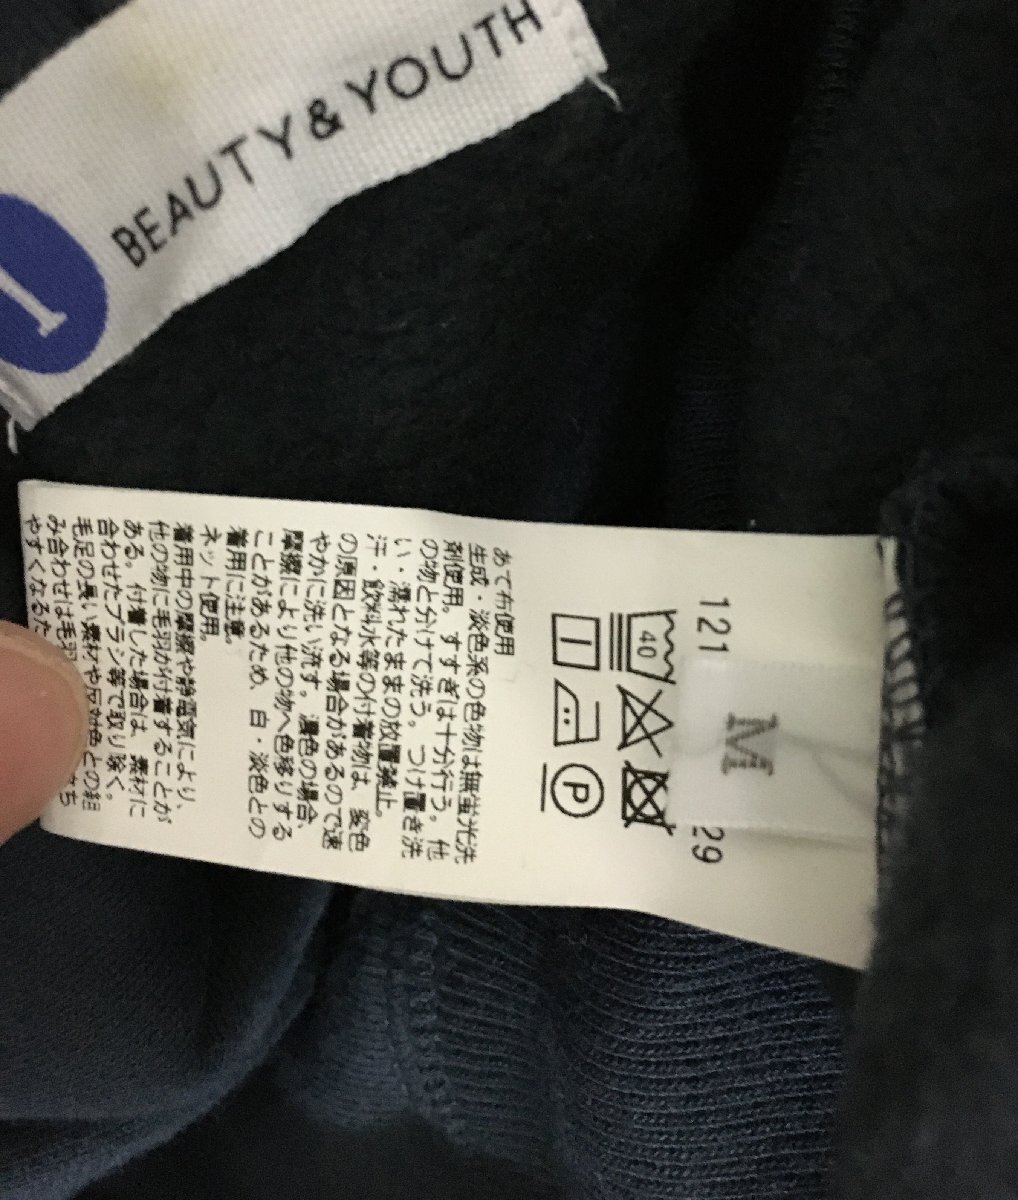 BEAUTY & YOUTH
121
29
M
40
P
あて布使用
生成・淡色系の色物は無蛍光洗
剤使用。すすぎは十分行う。他
の物と分けて洗う。つけ置き洗
い・濡れたままの放置禁止。
汗・飲料水等の付着物は、変色
の原因となる場合があるので速
やかに洗い流す。濃色の場合、
摩擦により他の物へ色移りする
ことがあるため、白・淡色との
着用に注意。
ネット使用。
着用中の摩擦や静電気により、
他の物に毛羽が付着することが
ある。付着した場合は、素材に
合わせたブラシ等で取り除く。
毛足の長い素材や反対色との組
み合わせは毛羽
やすくなるた